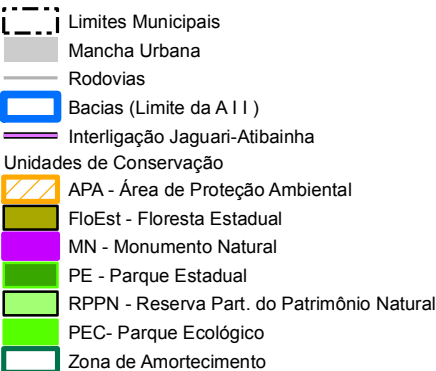 Limites Municipais
Mancha Urbana
Rodovias
Bacias (Limite da A I I )
Interligação Jaguari-Atibainha
Unidades de Conservação
APA - Área de Proteção Ambiental
FloEst - Floresta Estadual
MN - Monumento Natural
PE - Parque Estadual
RPPN - Reserva Part. do Patrimônio Natural
PEC- Parque Ecológico
Zona de Amortecimento